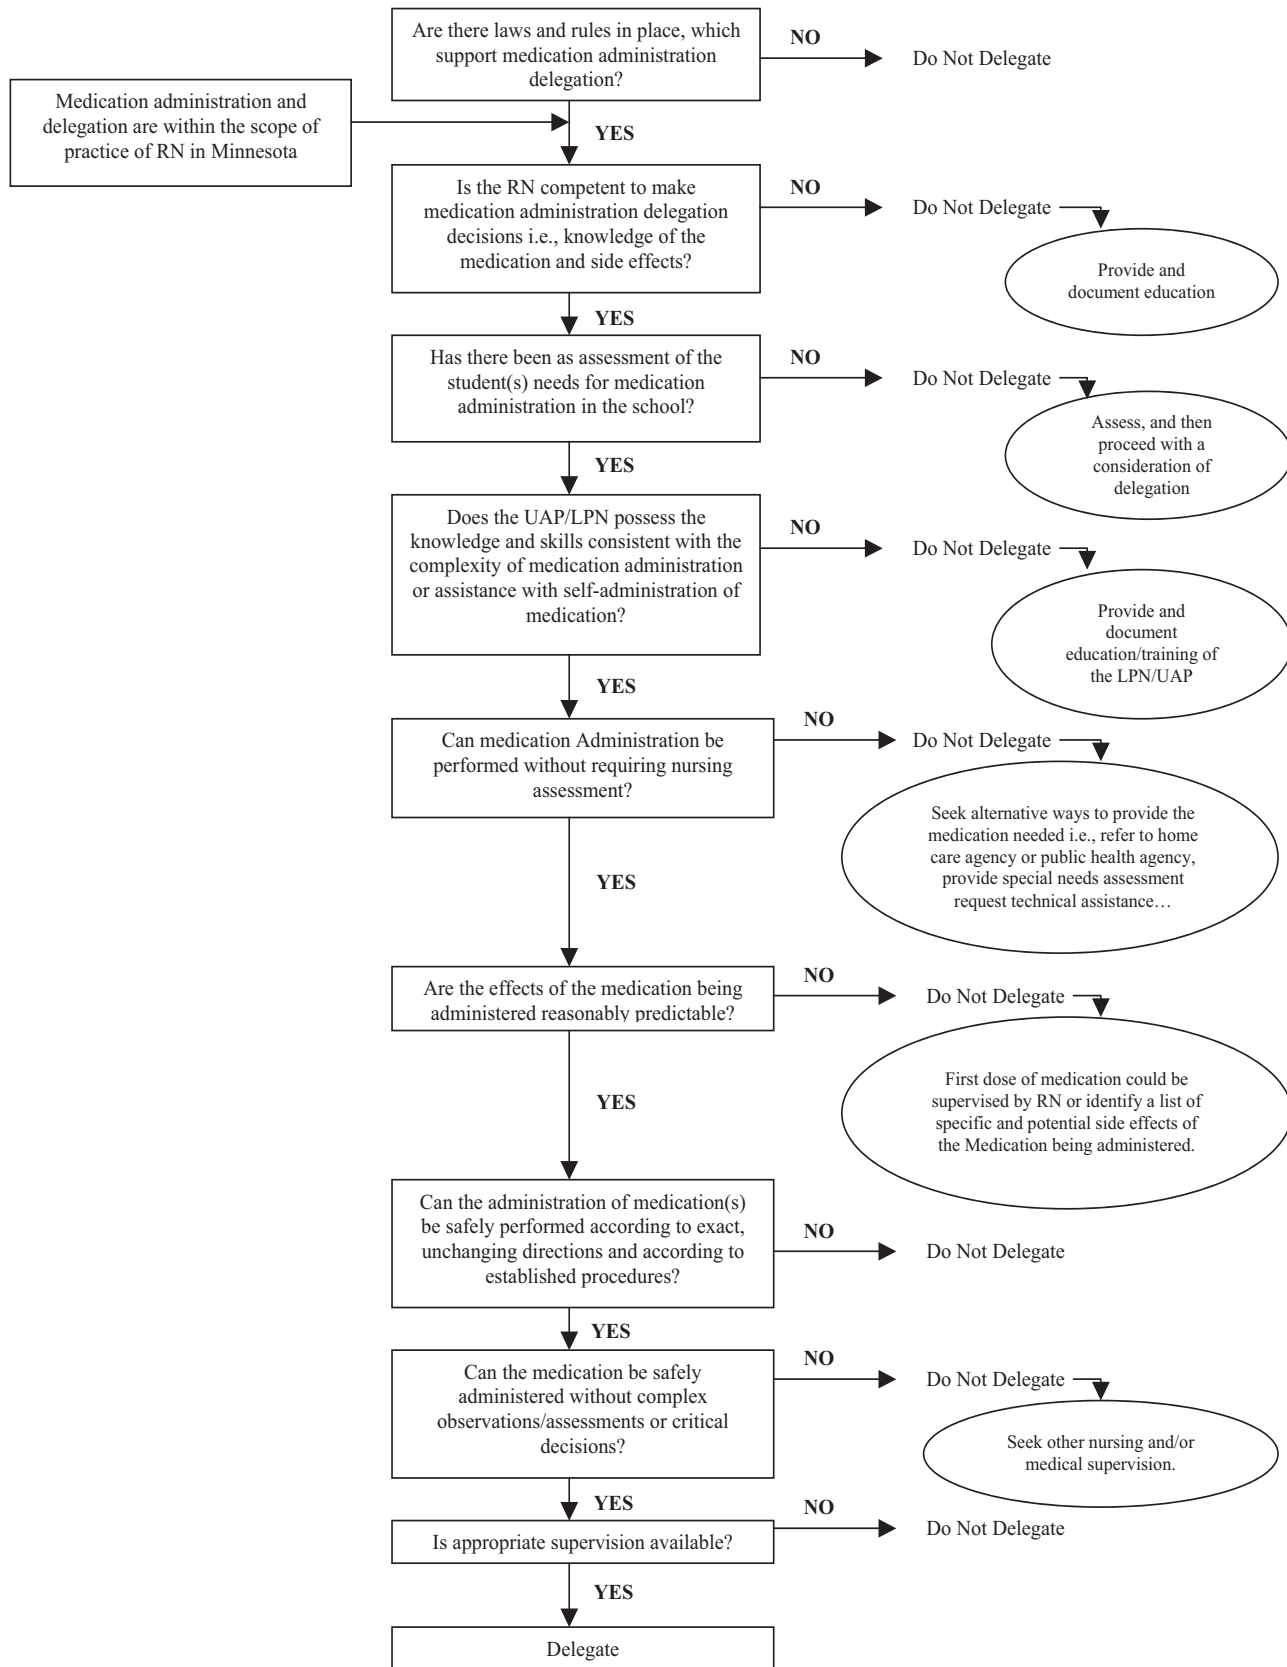 Are there laws and rules in place, which
support medication administration
delegation?
NO
Do Not Delegate
Medication administration and
delegation are within the scope of
practice of RN in Minnesota
YES
Is the RN competent to make
medication administration delegation
decisions i.e., knowledge of the
medication and side effects?
NO
Do Not Delegate
Provide and
document education
YES
Has there been as assessment of the
student(s) needs for medication
administration in the school?
NO
Do Not Delegate
Assess, and then
proceed with a
consideration of
delegation
YES
Does the UAP/LPN possess the
knowledge and skills consistent with the
complexity of medication administration
or assistance with self-administration of
medication?
NO
Do Not Delegate
Provide and
document
education/training of
the LPN/UAP
YES
Can medication Administration be
performed without requiring nursing
assessment?
NO
Do Not Delegate
Seek alternative ways to provide the
medication needed i.e., refer to home
care agency or public health agency,
provide special needs assessment
request technical assistance…
YES
Are the effects of the medication being
administered reasonably predictable?
NO
Do Not Delegate
First dose of medication could be
supervised by RN or identify a list of
specific and potential side effects of
the Medication being administered.
YES
Can the administration of medication(s)
be safely performed according to exact,
unchanging directions and according to
established procedures?
NO
Do Not Delegate
YES
Can the medication be safely
administered without complex
observations/assessments or critical
decisions?
NO
Do Not Delegate
Seek other nursing and/or
medical supervision.
YES
Is appropriate supervision available?
NO
Do Not Delegate
YES
Delegate